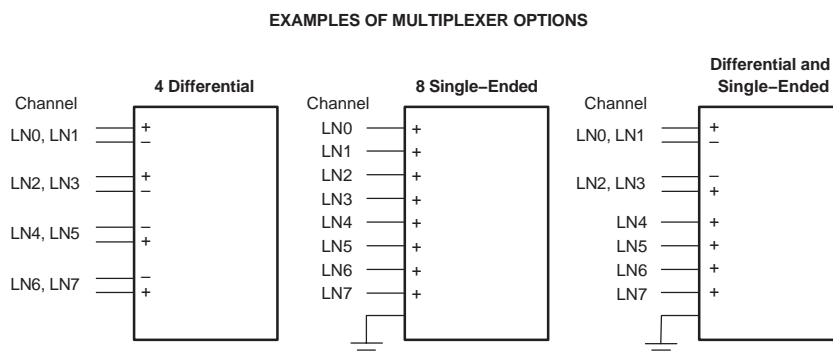 EXAMPLES OF MULTIPLEXER OPTIONS
4 Differential
Channel
LN0, LN1
+
−
LN2, LN3
+
−
LN4, LN5
−
+
LN6, LN7
−
+
8 Single−Ended
Channel
LN0 +
LN1 +
LN2 +
LN3 +
LN4 +
LN5 +
LN6 +
LN7 +
Differential and
Single−Ended
Channel
LN0, LN1
+
−
LN2, LN3
−
+
LN4 +
LN5 +
LN6 +
LN7 +